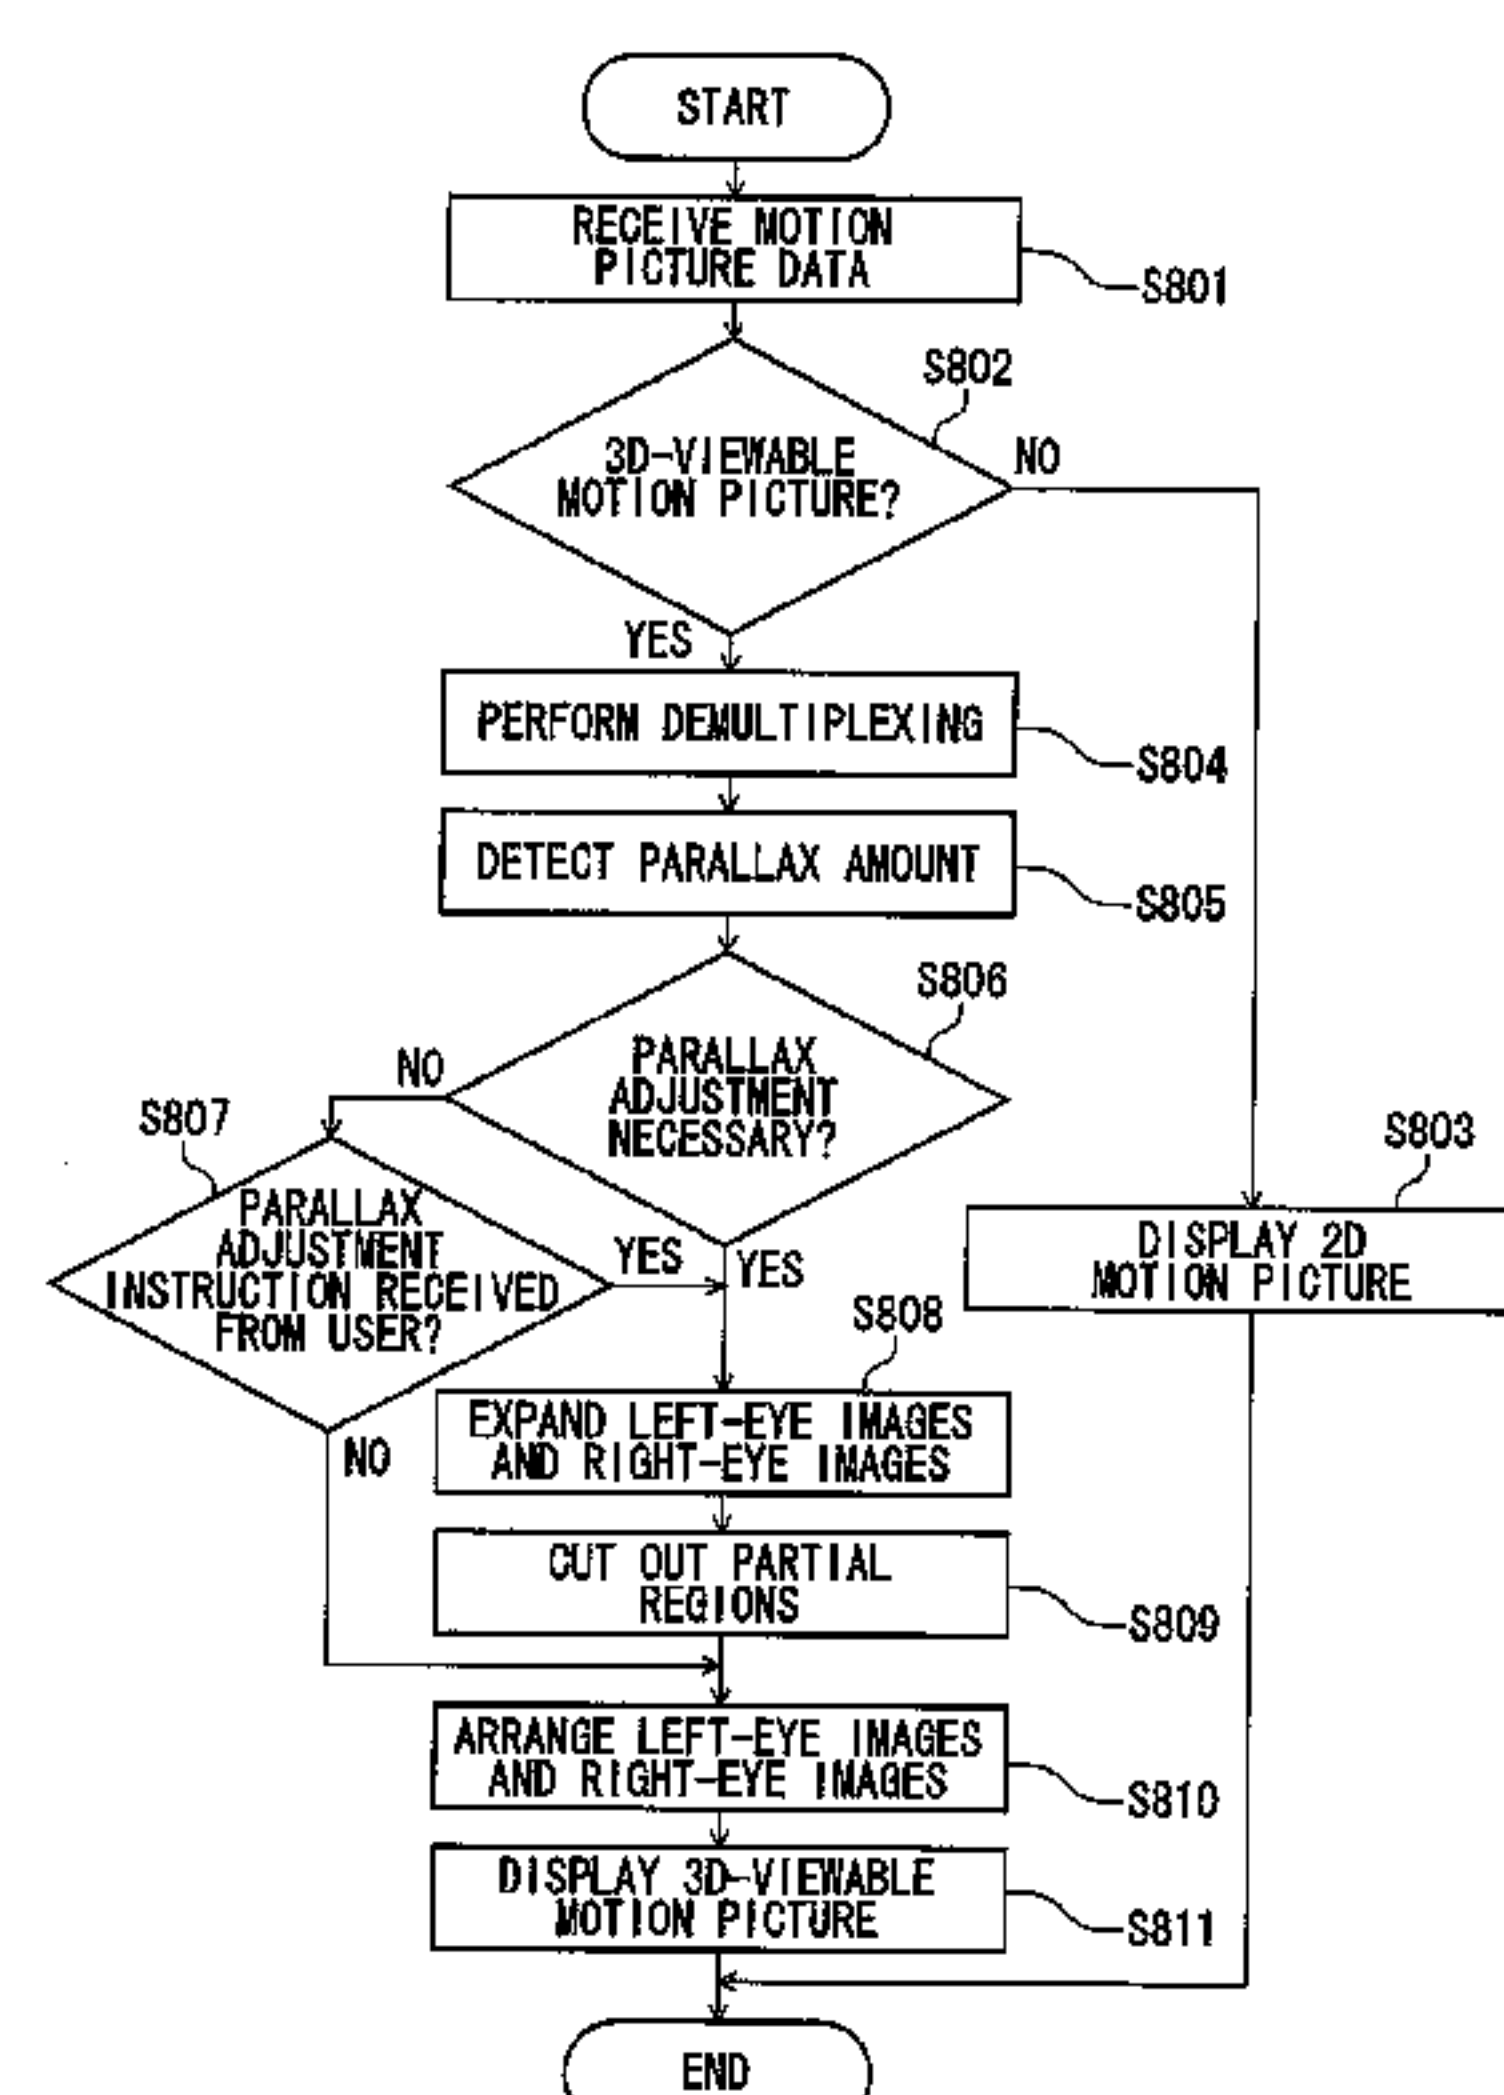 START
RECEIVE MOTION
PICTURE DATA
S801
S802
3D-VIEWABLE
MOTION PICTURE?
NO
YES
PERFORM DEMULTIPLEXING
S804
DETECT PARALLAX AMOUNT
S805
S806
PARALLAX
ADJUSTMENT
NECESSARY?
NO
YES
S807
PARALLAX
ADJUSTMENT
INSTRUCTION RECEIVED
FROM USER?
YES
NO
S803
DISPLAY 2D
MOTION PICTURE
S808
EXPAND LEFT-EYE IMAGES
AND RIGHT-EYE IMAGES
CUT OUT PARTIAL
REGIONS
S809
ARRANGE LEFT-EYE IMAGES
AND RIGHT-EYE IMAGES
S810
DISPLAY 3D-VIEWABLE
MOTION PICTURE
S811
END